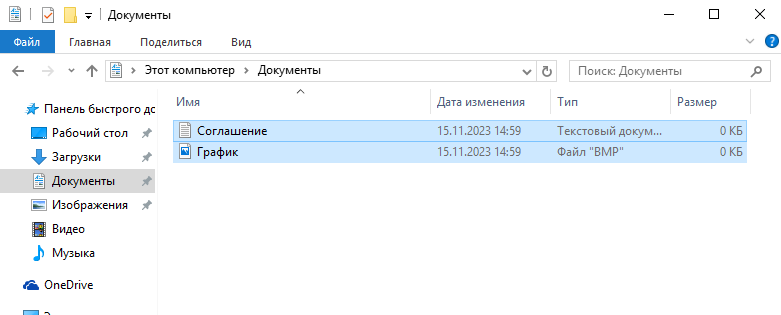 Документы
Файл Главная Поделиться Вид
Этот компьютер Документы Поиск: Документы
Имя Дата изменения Тип Размер
Панель быстрого до
Соглашение 15.11.2023 14:59 Текстовый докум... 0 КБ
Рабочий стол
График 15.11.2023 14:59 Файл "BMP" 0 КБ
Загрузки
Документы
Изображения
Видео
Музыка
OneDrive